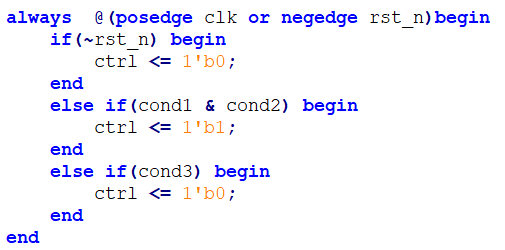 always  @(posedge clk or negedge rst_n)begin
    if(~rst_n) begin
        ctrl <= 1'b0;
    end
    else if(cond1 & cond2) begin
        ctrl <= 1'b1;
    end
    else if(cond3) begin
        ctrl <= 1'b0;
    end
end